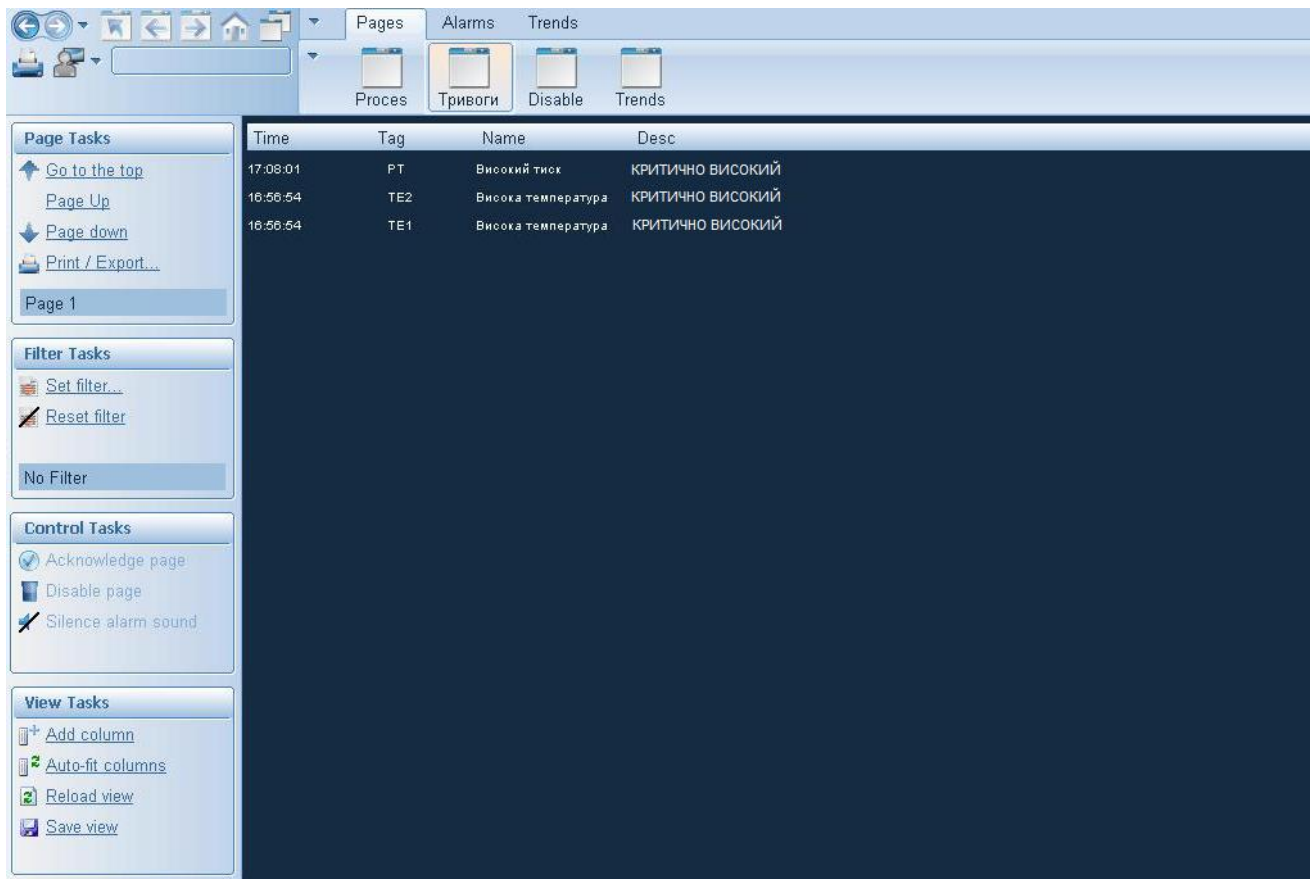 Pages Alarms Trends
Proces Тривоги Disable Trends
Page Tasks
Go to the top
Page Up
Page down
Print / Export...
Page 1
Filter Tasks
Set filter...
Reset filter
No Filter
Control Tasks
Acknowledge page
Disable page
Silence alarm sound
View Tasks
Add column
Auto-fit columns
Reload view
Save view
Time Tag Name Desc
17:08:01 PT Високий тиск КРИТИЧНО ВИСОКИЙ
16:56:54 TE2 Висока температура КРИТИЧНО ВИСОКИЙ
16:56:54 TE1 Висока температура КРИТИЧНО ВИСОКИЙ